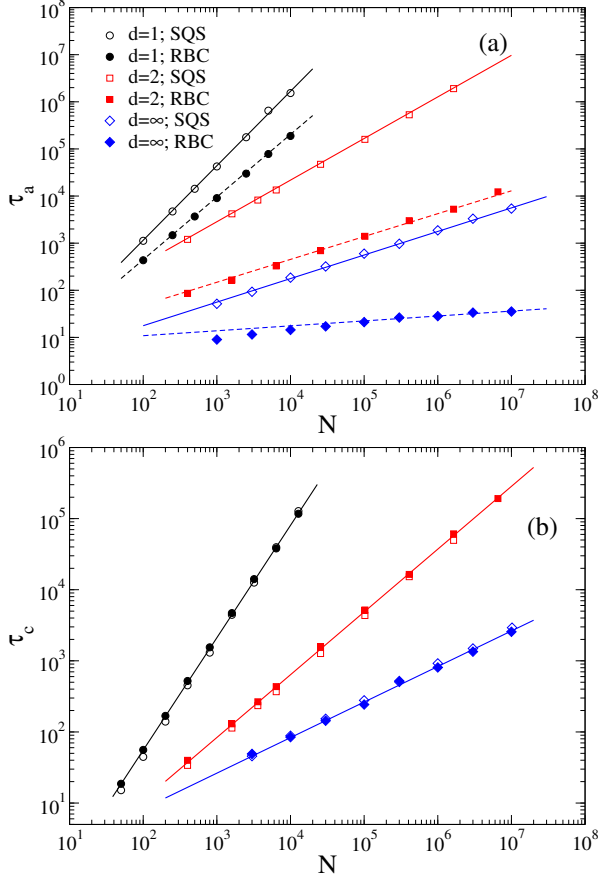 10^8
10^7
10^6
10^5
10^4
10^3
10^2
10^1
10^0
τ_a
(a)
d=1; SQS
d=1; RBC
d=2; SQS
d=2; RBC
d=∞; SQS
d=∞; RBC
10^1 10^2 10^3 10^4 10^5 10^6 10^7 10^8
N
10^6
10^5
10^4
10^3
10^2
10^1
τ_c
(b)
10^1 10^2 10^3 10^4 10^5 10^6 10^7 10^8
N